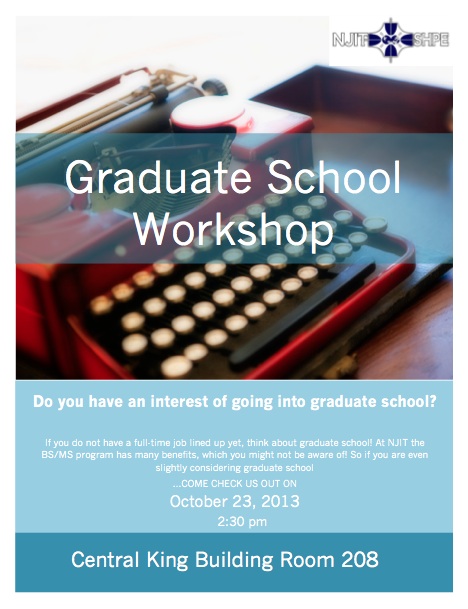 NJIT SHPE
Graduate School
Workshop
Do you have an interest of going into graduate school?
If you do not have a full-time job lined up yet, think about graduate school! At NJIT the
BS/MS program has many benefits, which you might not be aware of! So if you are even
slightly considering graduate school
...COME CHECK US OUT ON
October 23, 2013
2:30 pm
Central King Building Room 208